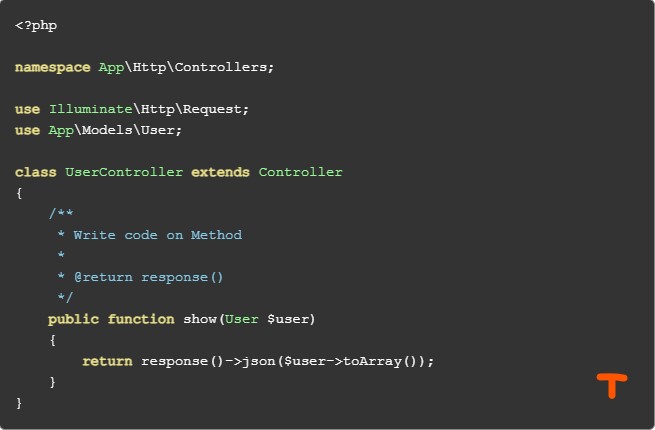 <?php
namespace App\Http\Controllers;
use Illuminate\Http\Request;
use App\Models\User;
class UserController extends Controller
{
    /**
     * Write code on Method
     *
     * @return response()
     */
    public function show(User $user)
    {
        return response()->json($user->toArray());
    }
}
T